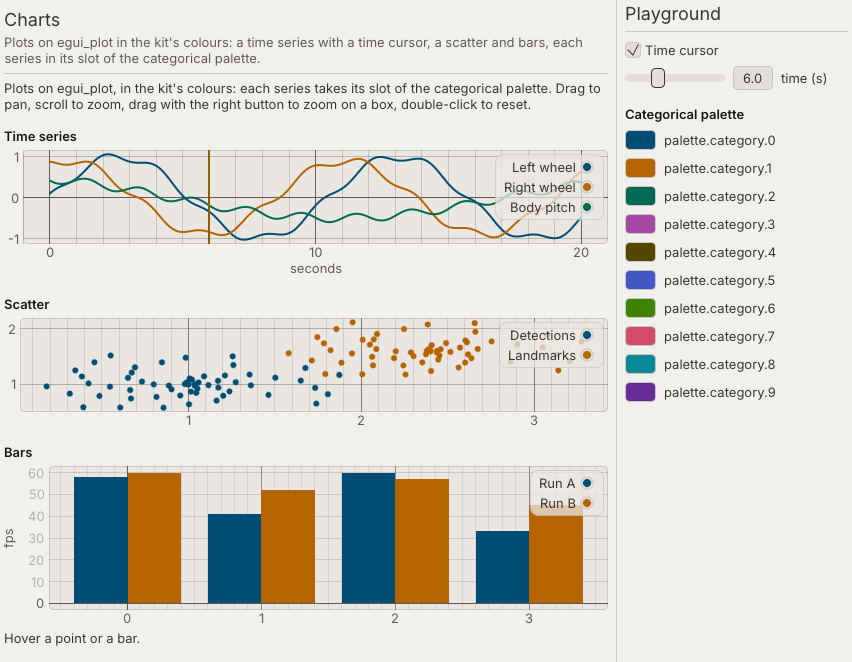 Charts
Plots on egui_plot in the kit's colours: a time series with a time cursor, a scatter and bars, each
series in its slot of the categorical palette.
Plots on egui_plot, in the kit's colours: each series takes its slot of the categorical palette. Drag to
pan, scroll to zoom, drag with the right button to zoom on a box, double-click to reset.
Time series
1
0
-1
Left wheel
Right wheel
Body pitch
0 10 20
seconds
Scatter
2
1
Detections
Landmarks
1 2 3
Bars
60
50
40
30
20
10
0
fps
Run A
Run B
0 1 2 3
Hover a point or a bar.
Playground
Time cursor
6.0 time (s)
Categorical palette
palette.category.0
palette.category.1
palette.category.2
palette.category.3
palette.category.4
palette.category.5
palette.category.6
palette.category.7
palette.category.8
palette.category.9